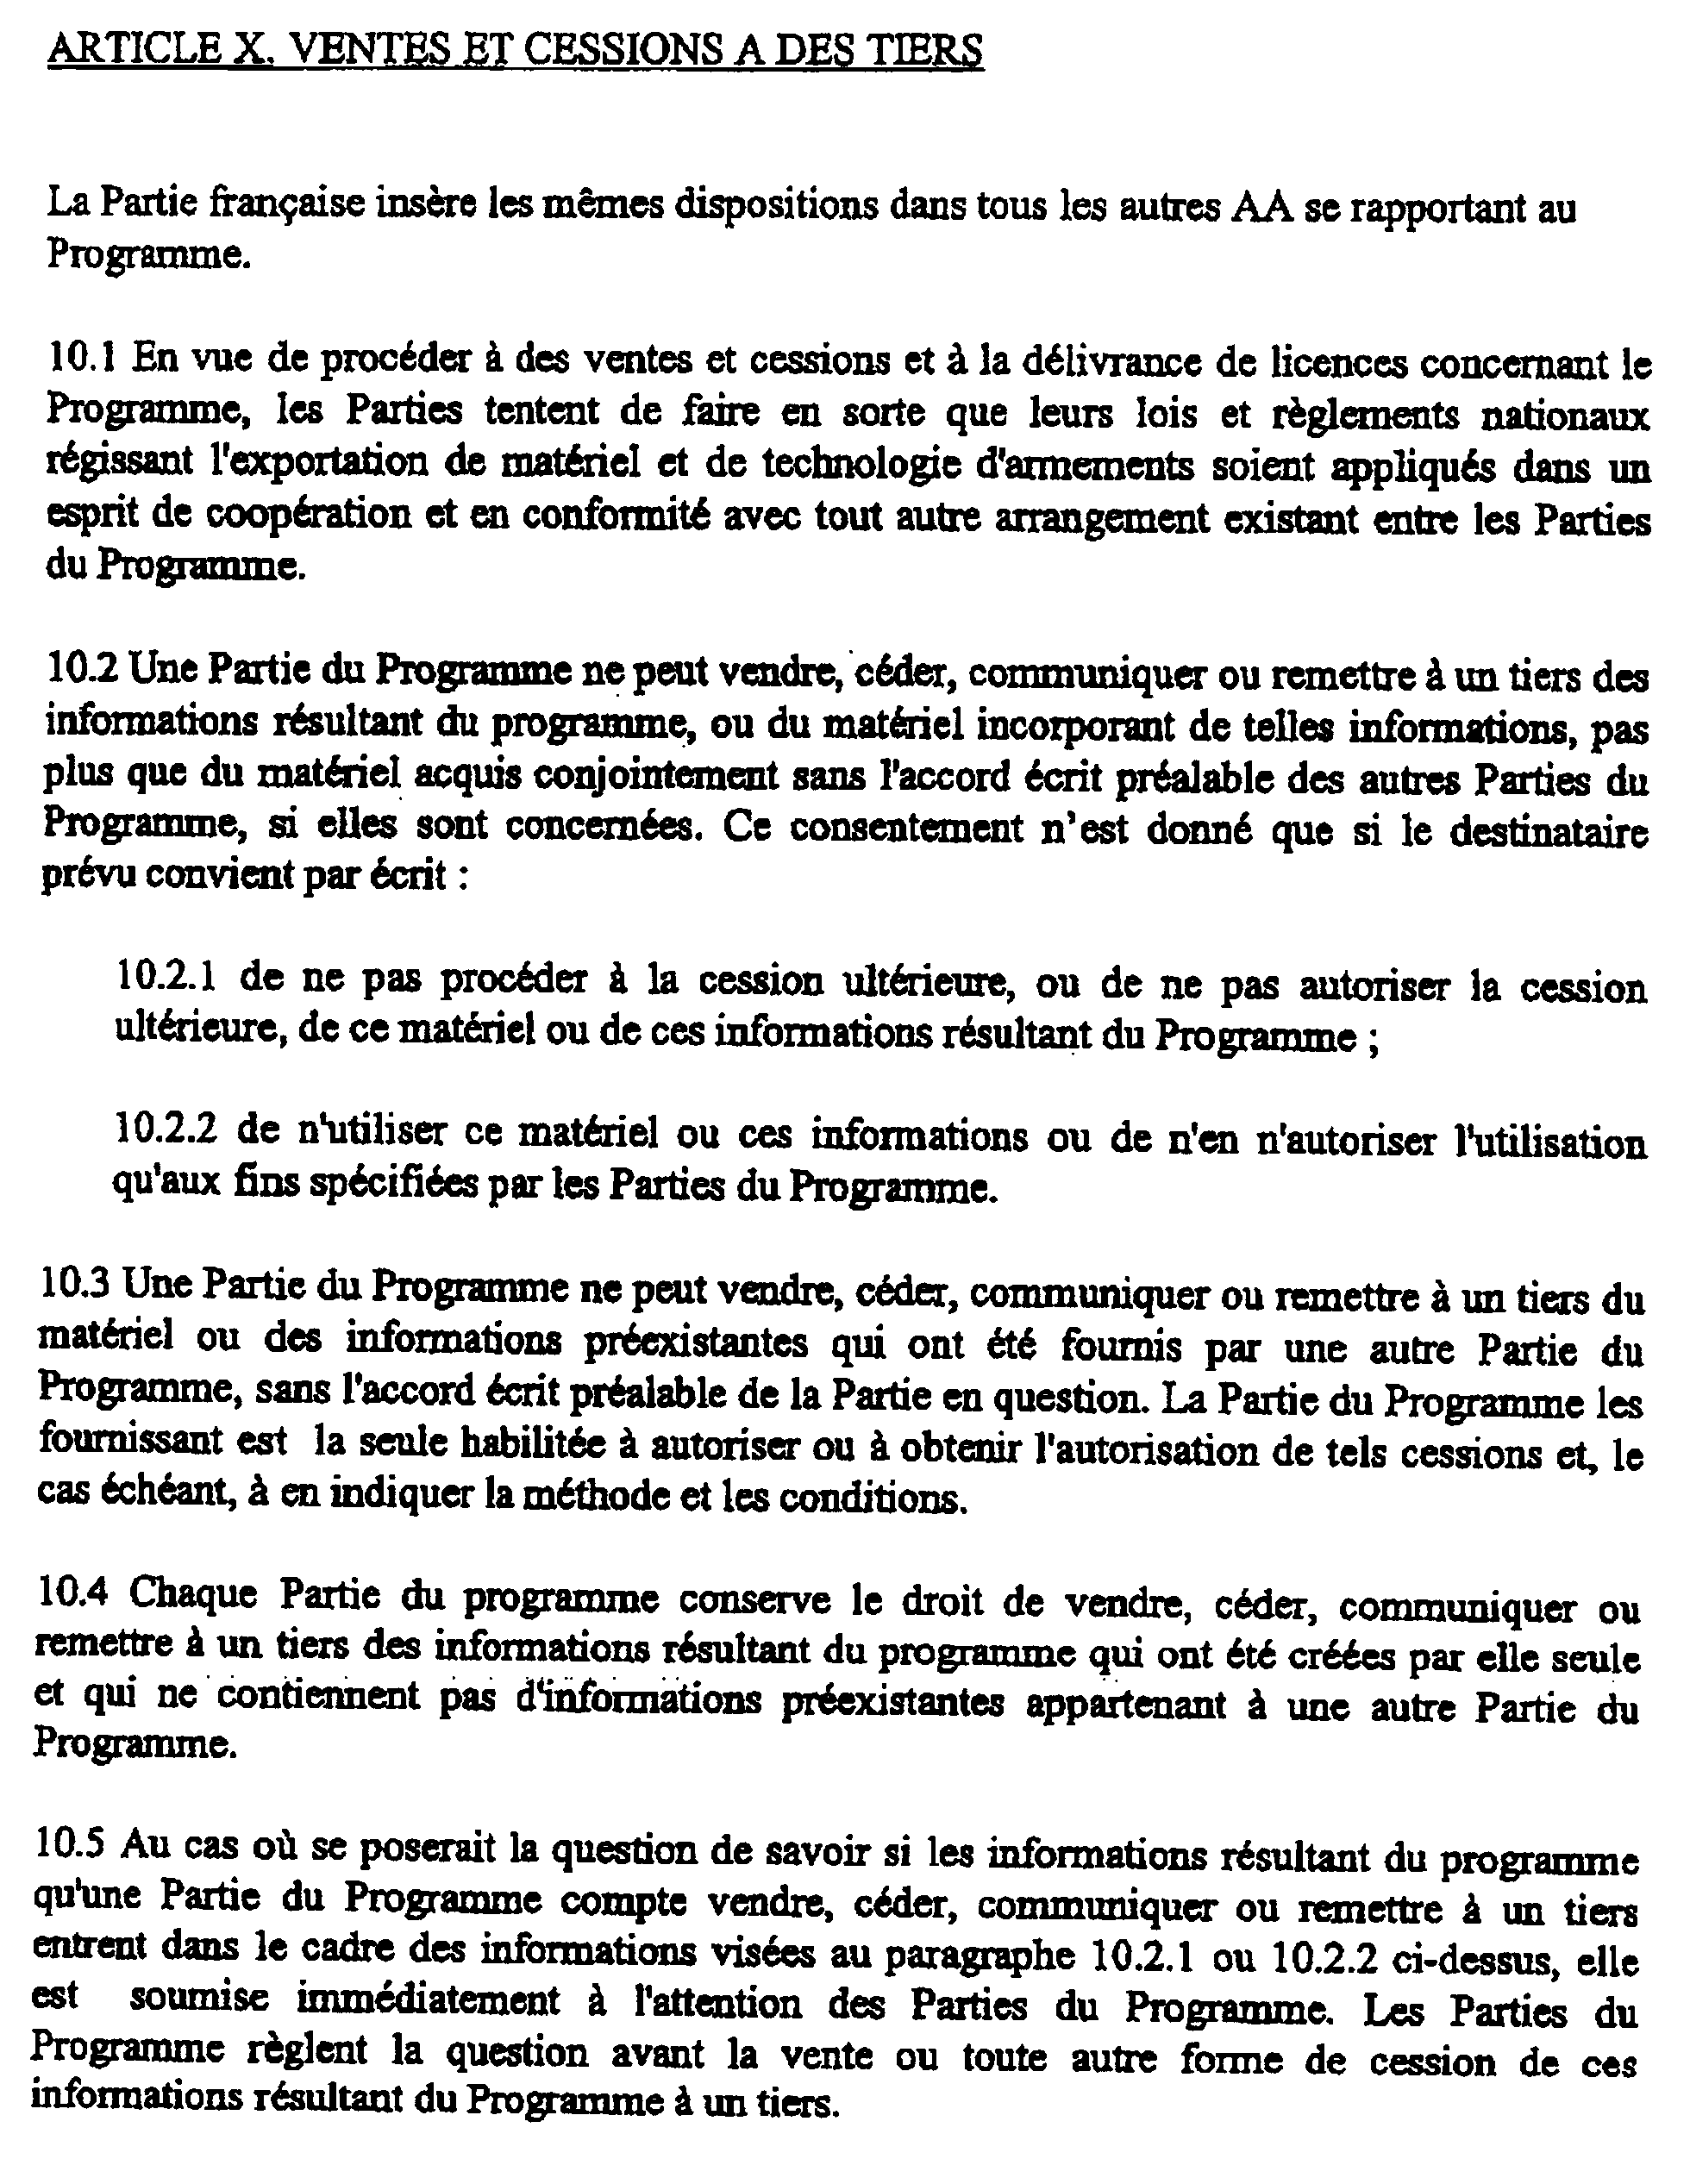 ARTICLE X. VENTES ET CESSIONS A DES TIERS
La Partie française insère les mêmes dispositions dans tous les autres AA se rapportant au
Programme.
10.1 En vue de procéder à des ventes et cessions et à la délivrance de licences concernant le
Programme, les Parties tentent de faire en sorte que leurs lois et règlements nationaux
régissant l'exportation de matériel et de technologie d'armements soient appliqués dans un
esprit de coopération et en conformité avec tout autre arrangement existant entre les Parties
du Programme.
10.2 Une Partie du Programme ne peut vendre, céder, communiquer ou remettre à un tiers des
informations résultant du programme, ou du matériel incorporant de telles informations, pas
plus que du matériel acquis conjointement sans l'accord écrit préalable des autres Parties du
Programme, si elles sont concernées. Ce consentement n'est donné que si le destinataire
prévu convient par écrit :
10.2.1 de ne pas procéder à la cession ultérieure, ou de ne pas autoriser la cession
ultérieure, de ce matériel ou de ces informations résultant du Programme ;
10.2.2 de n'utiliser ce matériel ou ces informations ou de n'en n'autoriser l'utilisation
qu'aux fins spécifiées par les Parties du Programme.
10.3 Une Partie du Programme ne peut vendre, céder, communiquer ou remettre à un tiers du
matériel ou des informations préexistantes qui ont été fournis par une autre Partie du
Programme, sans l'accord écrit préalable de la Partie en question. La Partie du Programme les
fournissant est la seule habilitée à autoriser ou à obtenir l'autorisation de tels cessions et, le
cas échéant, à en indiquer la méthode et les conditions.
10.4 Chaque Partie du programme conserve le droit de vendre, céder, communiquer ou
remettre à un tiers des informations résultant du programme qui ont été créées par elle seule
et qui ne contiennent pas d'informations préexistantes appartenant à une autre Partie du
Programme.
10.5 Au cas où se poserait la question de savoir si les informations résultant du programme
qu'une Partie du Programme compte vendre, céder, communiquer ou remettre à un tiers
entrent dans le cadre des informations visées au paragraphe 10.2.1 ou 10.2.2 ci-dessus, elle
est soumise immédiatement à l'attention des Parties du Programme. Les Parties du
Programme règlent la question avant la vente ou toute autre forme de cession de ces
informations résultant du Programme à un tiers.